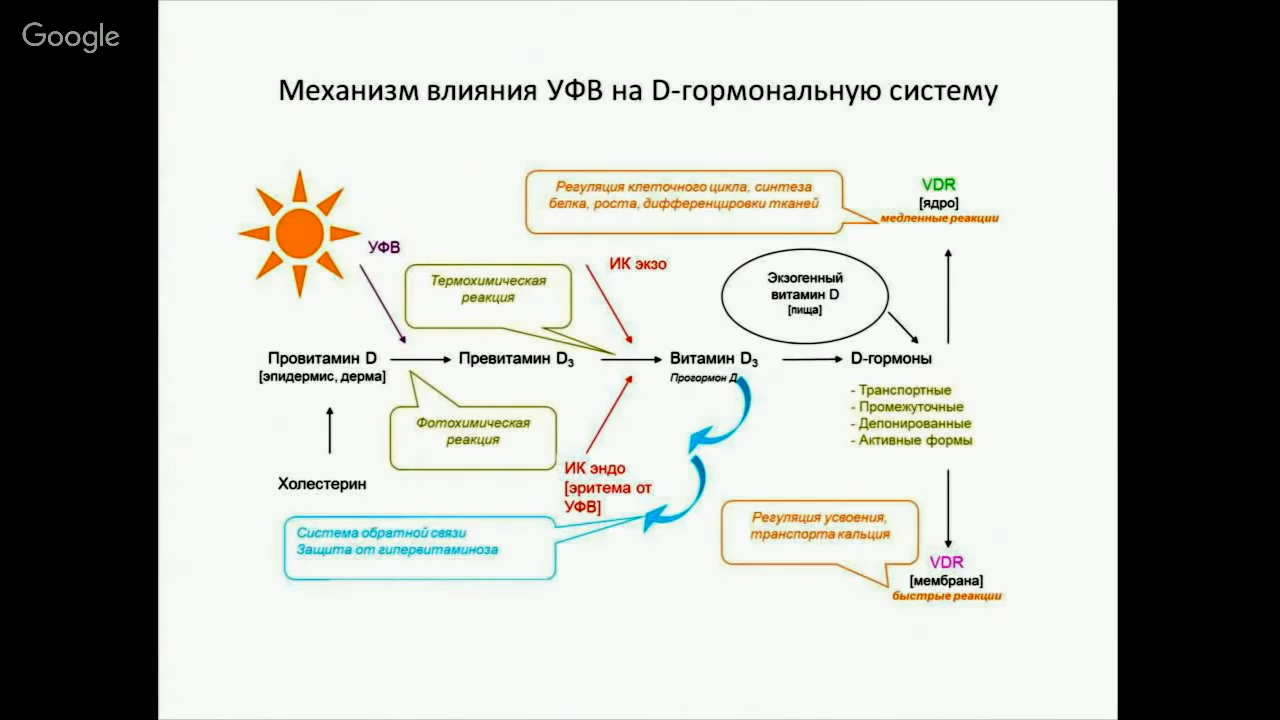 Google
Механизм влияния УФВ на D-гормональную систему
Регуляция клеточного цикла, синтеза
белка, роста, дифференцировки тканей
VDR
[ядро]
медленные реакции
УФВ
ИК экзо
Термохимическая
реакция
Экзогенный
витамин D
[пища]
Провитамин D
[эпидермис, дерма]
Превитамин D₃
Витамин D₃
Прогормон Д
D-гормоны
- Транспортные
- Промежуточные
- Депонированные
- Активные формы
Фотохимическая
реакция
Холестерин
ИК эндо
[эритема от
УФВ]
Система обратной связи
Защита от гипервитаминоза
Регуляция усвоения,
транспорта кальция
VDR
[мембрана]
быстрые реакции